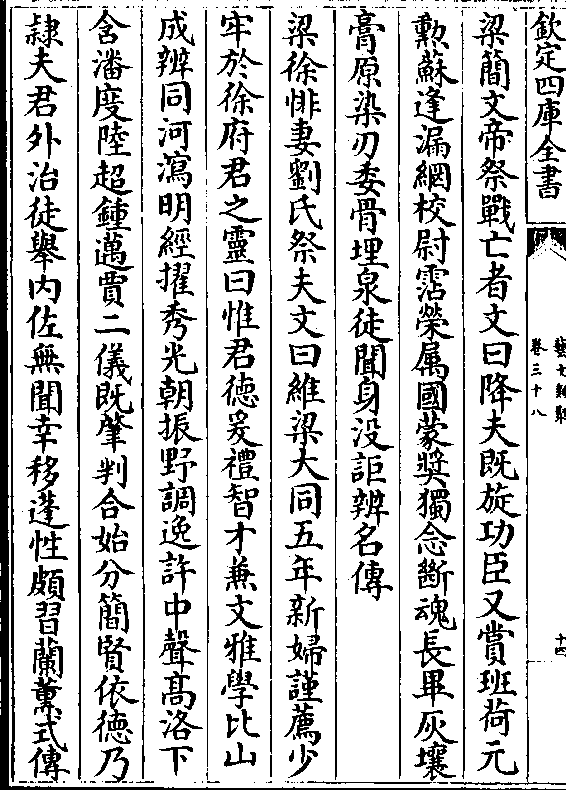 欽定四庫全書
藝文類聚
卷三十八
十四
梁簡文帝祭戰亡者文曰降夫既旋功臣又賞班荷元
勲蘇逢漏網校尉霑榮属國蒙奬獨念斷魂長畢灰壤
膏原染刃委骨埋泉徒聞身没詎辨名傳
梁徐悱妻劉氏祭夫文曰維梁大同五年新婦謹薦少
牢於徐府君之靈曰惟君徳爰禮智才兼文雅學比山
成辨同河瀉明經擢秀光朝振野調逸許中聲髙洛下
含潘度陸超鍾邁賈二儀既肇判合始分簡賢依徳乃
隷夫君外治徒舉内佐無聞幸移蓬性頗習蘭薫式傳